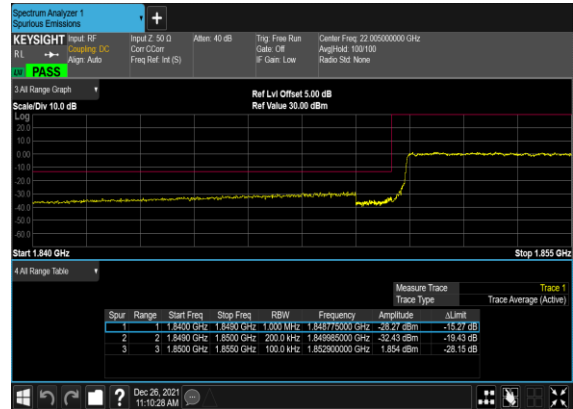 Spectrum Analyzer 1
Spurious Emissions
KEYSIGHT Input: RF Input Z: 50 Ω Atten: 40 dB Trig: Free Run Center Freq: 22.005000000 GHz
RL Coupling: DC Corr CCorr Gate: Off Avg|Hold: 100/100
Align: Auto Freq Ref: Int (S) IF Gain: Low Radio Std: None
LW PASS
3 All Range Graph
Ref Lvl Offset 5.00 dB
Scale/Div 10.0 dB Ref Value 30.00 dBm
Log
20.0
10.0
0.00
-10.0
-20.0
-30.0
-40.0
-50.0
-60.0
Start 1.840 GHz Stop 1.855 GHz
4 All Range Table
Measure Trace Trace 1
Trace Type Trace Average (Active)
Spur Range Start Freq Stop Freq RBW Frequency Amplitude ΔLimit
1 1 1.8400 GHz 1.8490 GHz 1.000 MHz 1.848775000 GHz -28.27 dBm -15.27 dB
2 2 1.8490 GHz 1.8500 GHz 200.0 kHz 1.849985000 GHz -32.43 dBm -19.43 dB
3 3 1.8500 GHz 1.8550 GHz 100.0 kHz 1.852900000 GHz 1.854 dBm -28.15 dB
? Dec 26, 2021
11:10:28 AM